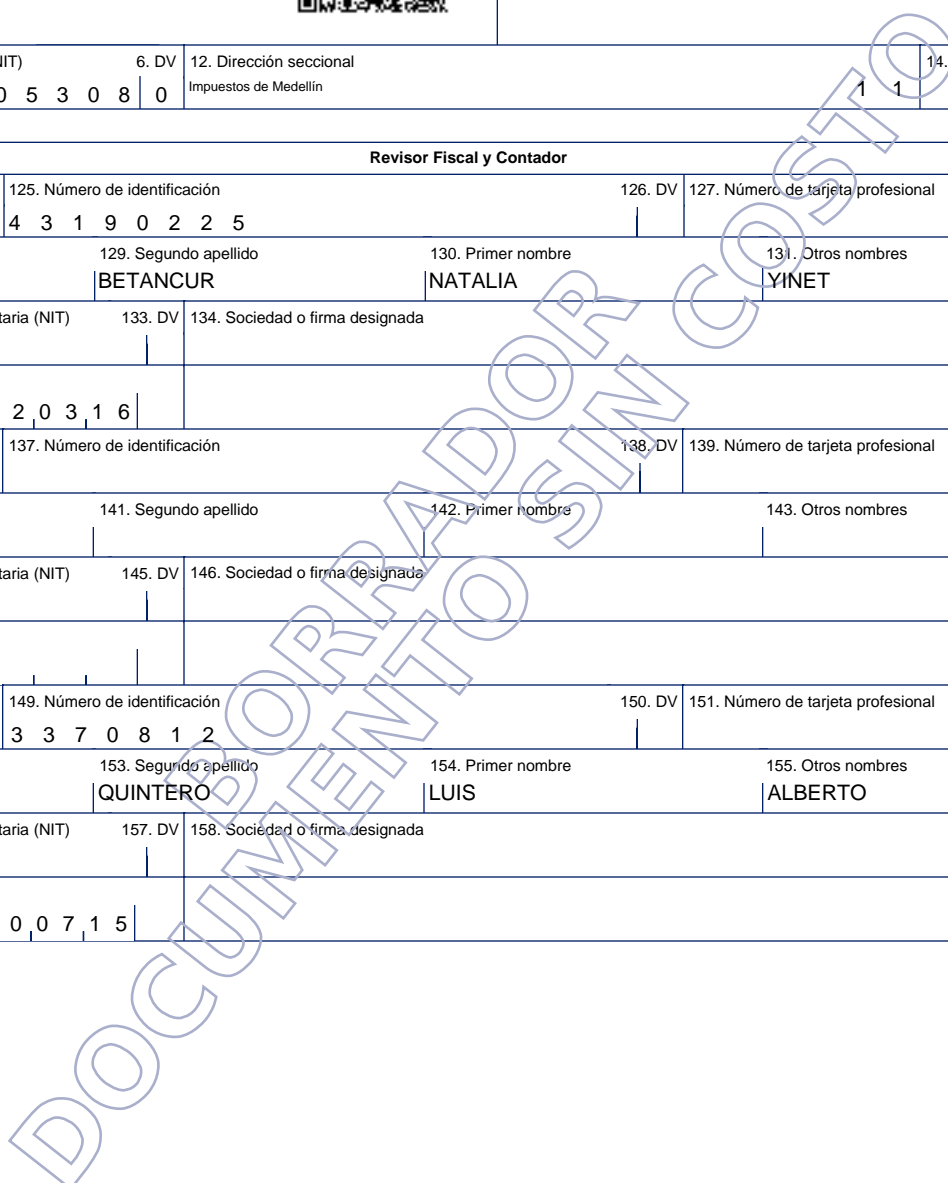 IIT) 6. DV 12. Dirección seccional 14.
0 5 3 0 8 0 Impuestos de Medellín 1 1
Revisor Fiscal y Contador
125. Número de identificación 126. DV 127. Número de tarjeta profesional
4 3 1 9 0 2 2 5
129. Segundo apellido 130. Primer nombre 131. Otros nombres
BETANCUR NATALIA YINET
taria (NIT) 133. DV 134. Sociedad o firma designada
2 0 3 1 6
137. Número de identificación 138. DV 139. Número de tarjeta profesional
141. Segundo apellido 142. Primer nombre 143. Otros nombres
taria (NIT) 145. DV 146. Sociedad o firma designada
149. Número de identificación 150. DV 151. Número de tarjeta profesional
3 3 7 0 8 1 2
153. Segundo apellido 154. Primer nombre 155. Otros nombres
QUINTERO LUIS ALBERTO
taria (NIT) 157. DV 158. Sociedad o firma designada
0 0 7 1 5
BORRADOR
DOCUMENTO SIN COSTO